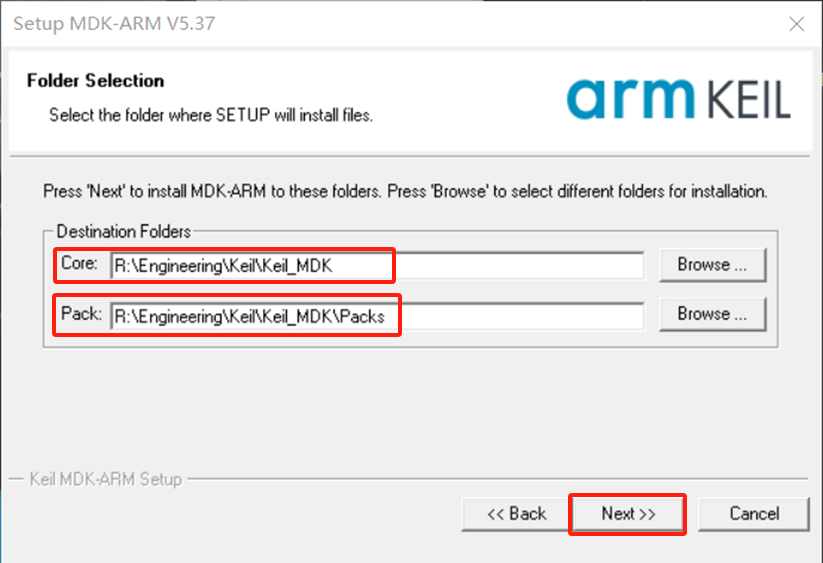 Setup MDK-ARM V5.37
Folder Selection
Select the folder where SETUP will install files.
arm KEIL
Press 'Next' to install MDK-ARM to these folders. Press 'Browse' to select different folders for installation.
Destination Folders
Core: R:\Engineering\Keil\Keil_MDK Browse ...
Pack: R:\Engineering\Keil\Keil_MDK\Packs Browse ...
Keil MDK-ARM Setup
<< Back Next >> Cancel